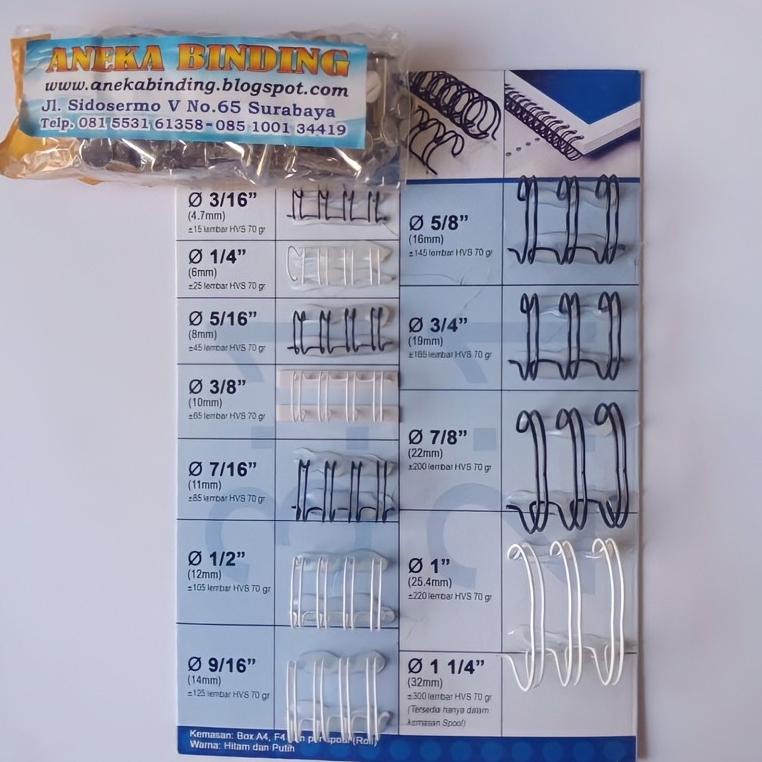 ANEKA BINDING
www.anekabinding.blogspot.com
Jl. Sidosermo V No.65 Surabaya
Telp. 081 5531 61358-085 1001 34419
Ø 3/16”
(4.7mm)
±15 lembar HVS 70 gr
Ø 1/4”
(6mm)
±25 lembar HVS 70 gr
Ø 5/16”
(8mm)
±45 lembar HVS 70 gr
Ø 3/8”
(10mm)
±65 lembar HVS 70 gr
Ø 7/16”
(11mm)
±85 lembar HVS 70 gr
Ø 1/2”
(12mm)
±105 lembar HVS 70 gr
Ø 9/16”
(14mm)
±125 lembar HVS 70 gr
Ø 5/8”
(16mm)
±145 lembar HVS 70 gr
Ø 3/4”
(19mm)
±165 lembar HVS 70 gr
Ø 7/8”
(22mm)
±200 lembar HVS 70 gr
Ø 1”
(25.4mm)
±220 lembar HVS 70 gr
Ø 1 1/4”
(32mm)
±300 lembar HVS 70 gr
(Tersedia hanya dalam
kemasan Spool)
Kemasan: Box A4, F4 per spool (Roll)
Warna: Hitam dan Putih